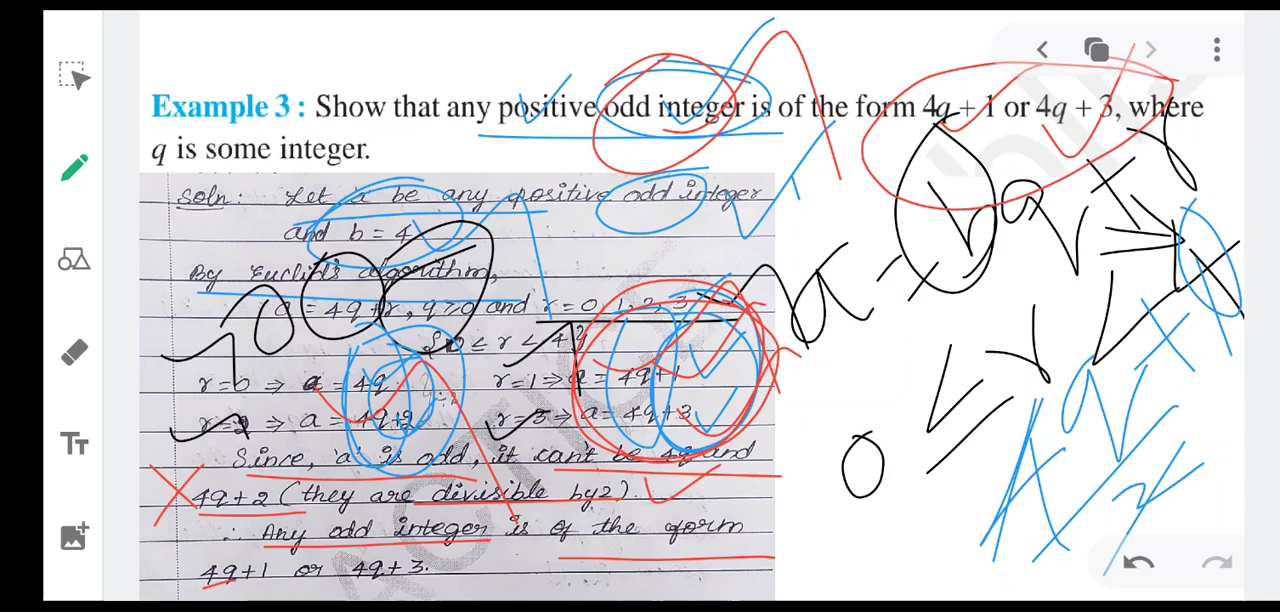 Example 3 : Show that any positive odd integer is of the form 4q + 1 or 4q + 3, where
q is some integer.
Soln: Let 'a' be any positive odd integer
and b = 4
By Euclid's algorithm,
a = 4q + r, q ≥ 0 and r = 0, 1, 2, 3
0 ≤ r < 4
r = 0 ⇒ a = 4q r = 1 ⇒ a = 4q+1
r = 2 ⇒ a = 4q+2 r = 3 ⇒ a = 4q+3
Since, 'a' is odd, it can't be 4q and
4q+2 (they are divisible by 2).
∴ Any odd integer is of the form
4q+1 or 4q+3.
a = bq + r
0 ≤ r <